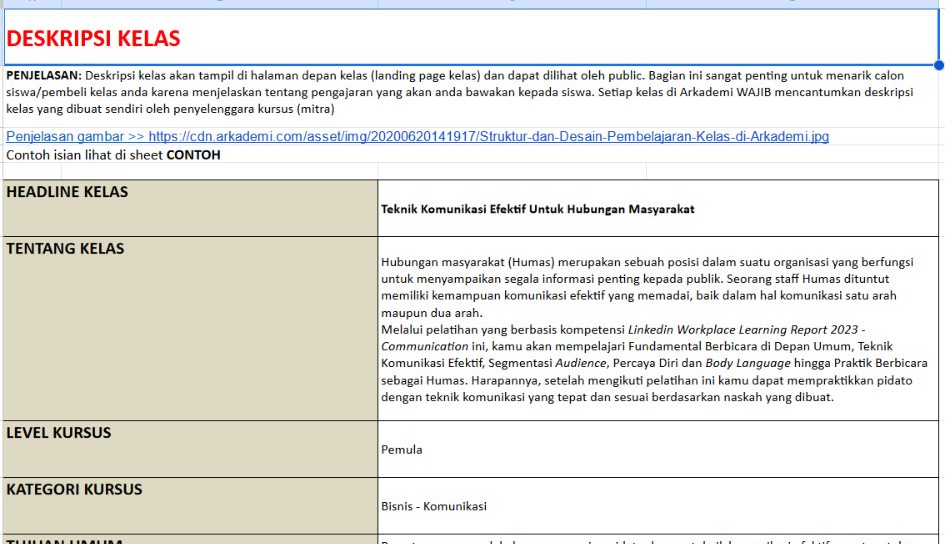 DESKRIPSI KELAS
PENJELASAN: Deskripsi kelas akan tampil di halaman depan kelas (landing page kelas) dan dapat dilihat oleh public. Bagian ini sangat penting untuk menarik calon
siswa/pembeli kelas anda karena menjelaskan tentang pengajaran yang akan anda bawakan kepada siswa. Setiap kelas di Arkademi WAJIB mencantumkan deskripsi
kelas yang dibuat sendiri oleh penyelenggara kursus (mitra)
Penjelasan gambar >> https://cdn.arkademi.com/asset/img/20200620141917/Struktur-dan-Desain-Pembelajaran-Kelas-di-Arkademi.jpg
Contoh isian lihat di sheet CONTOH
HEADLINE KELAS
Teknik Komunikasi Efektif Untuk Hubungan Masyarakat
TENTANG KELAS
Hubungan masyarakat (Humas) merupakan sebuah posisi dalam suatu organisasi yang berfungsi
untuk menyampaikan segala informasi penting kepada publik. Seorang staff Humas dituntut
memiliki kemampuan komunikasi efektif yang memadai, baik dalam hal komunikasi satu arah
maupun dua arah.
Melalui pelatihan yang berbasis kompetensi Linkedin Workplace Learning Report 2023 -
Communication ini, kamu akan mempelajari Fundamental Berbicara di Depan Umum, Teknik
Komunikasi Efektif, Segmentasi Audience, Percaya Diri dan Body Language hingga Praktik Berbicara
sebagai Humas. Harapannya, setelah mengikuti pelatihan ini kamu dapat mempraktikkan pidato
dengan teknik komunikasi yang tepat dan sesuai berdasarkan naskah yang dibuat.
LEVEL KURSUS
Pemula
KATEGORI KURSUS
Bisnis - Komunikasi
TUJUAN UMUM